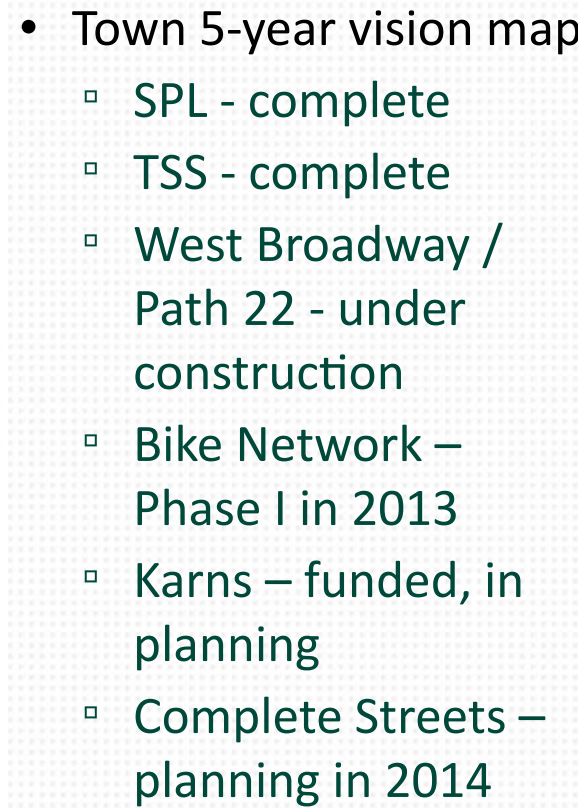 • Town 5-year vision map
▫ SPL - complete
▫ TSS - complete
▫ West Broadway /
Path 22 - under
construction
▫ Bike Network –
Phase I in 2013
▫ Karns – funded, in
planning
▫ Complete Streets –
planning in 2014